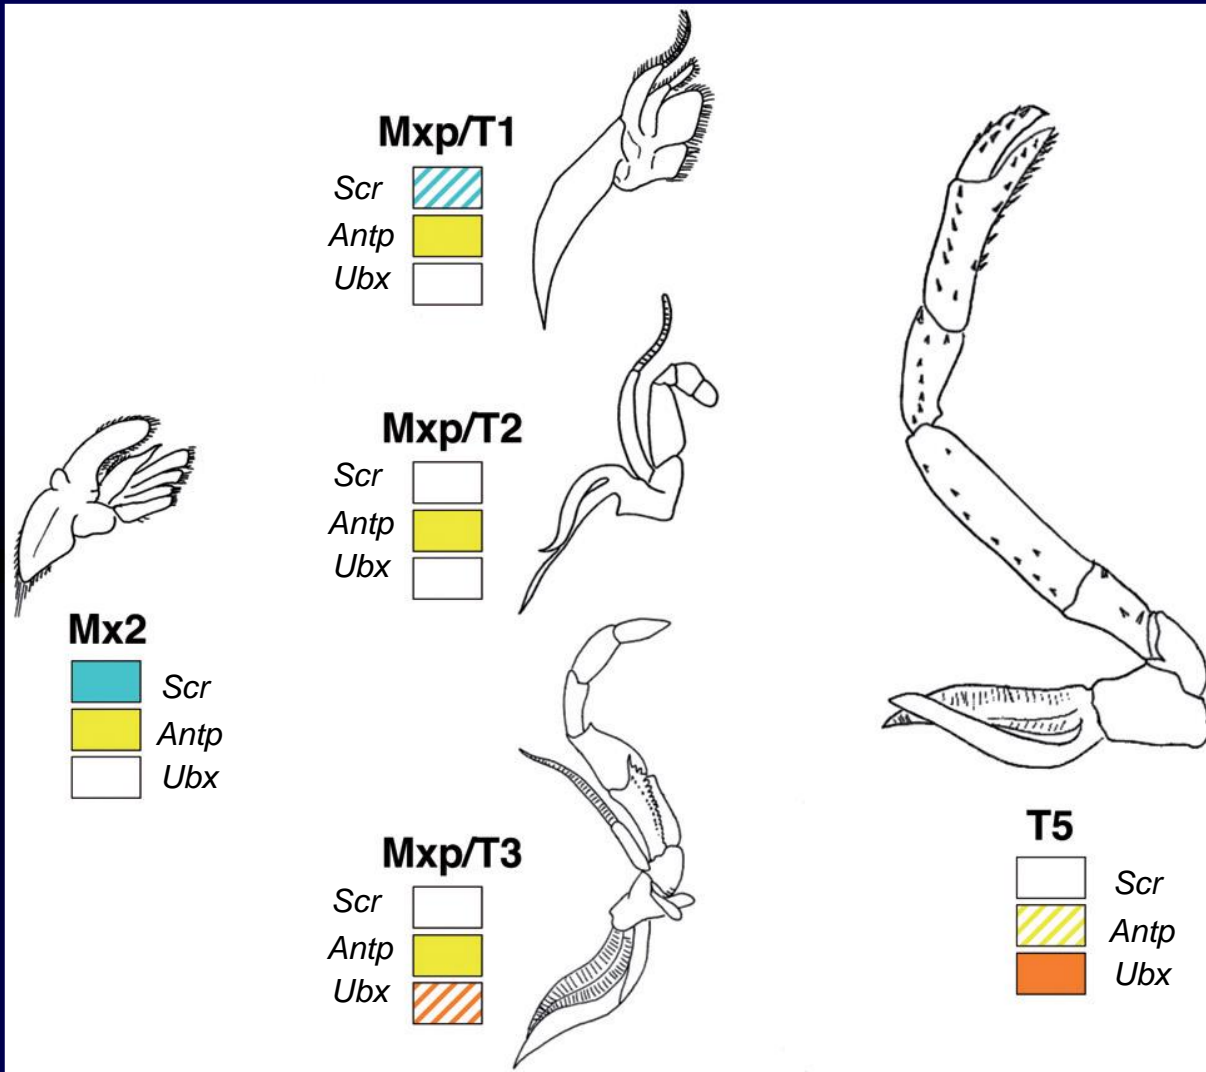 Mxp/T1
Scr
Antp
Ubx
Mxp/T2
Scr
Antp
Ubx
Mx2
Scr
Antp
Ubx
Mxp/T3
Scr
Antp
Ubx
T5
Scr
Antp
Ubx